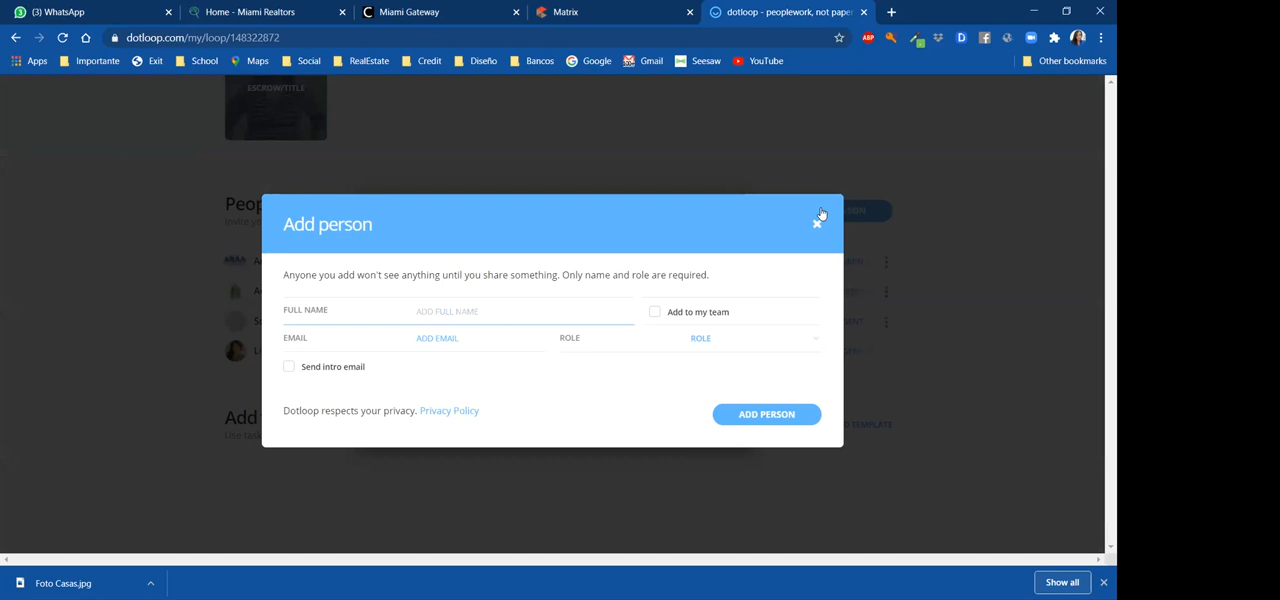 (3) WhatsApp
Home - Miami Realtors
Miami Gateway
Matrix
dotloop - peoplework, not pape
dotloop.com/my/loop/148322872
ABP
Apps Importante Exit School Maps Social RealEstate Credit Diseño Bancos Google Gmail Seesaw YouTube Other bookmarks
ESCROW/TITLE
Add person
Anyone you add won't see anything until you share something. Only name and role are required.
FULL NAME ADD FULL NAME Add to my team
EMAIL ADD EMAIL ROLE ROLE
Send intro email
Dotloop respects your privacy. Privacy Policy
ADD PERSON
Foto Casas.jpg
Show all